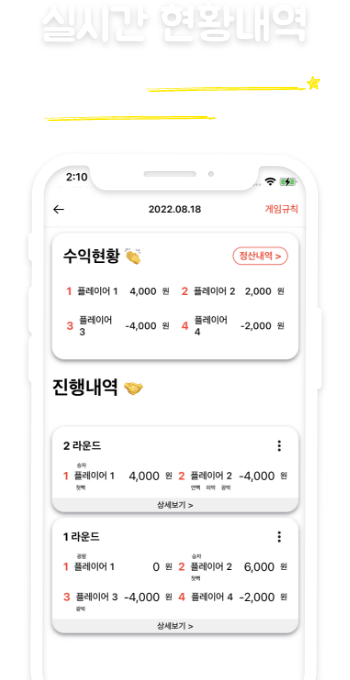 실시간 현황내역
2:10
2022.08.18 게임규칙
수익현황 정산내역 >
1 플레이어 1 4,000 원 2 플레이어 2 2,000 원
3 플레이어 3 -4,000 원 4 플레이어 4 -2,000 원
진행내역
2 라운드
승자
1 플레이어 1 4,000 원 2 플레이어 2 -4,000 원
첫뻑 연뻑 피박 광박
상세보기 >
1 라운드
광팔 승자
1 플레이어 1 0 원 2 플레이어 2 6,000 원
첫뻑
3 플레이어 3 -4,000 원 4 플레이어 4 -2,000 원
광박
상세보기 >